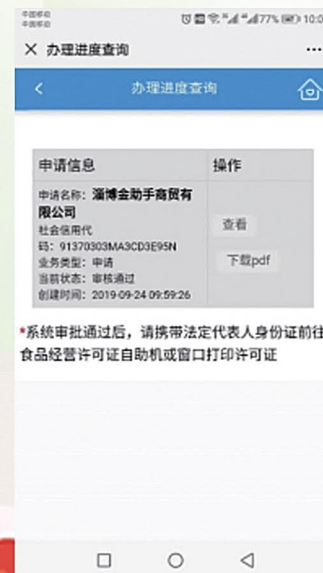 中国移动
中国移动
77% 10:0
办理进度查询
办理进度查询
申请信息 操作
申请名称：淄博金助手商贸有
限公司
社会信用代
码：91370303MA3CD3E95N
业务类型：申请
当前状态：审核通过
创建时间：2019-09-24 09:59:26
查看
下载pdf
*系统审批通过后，请携带法定代表人身份证前往
食品经营许可证自助机或窗口打印许可证